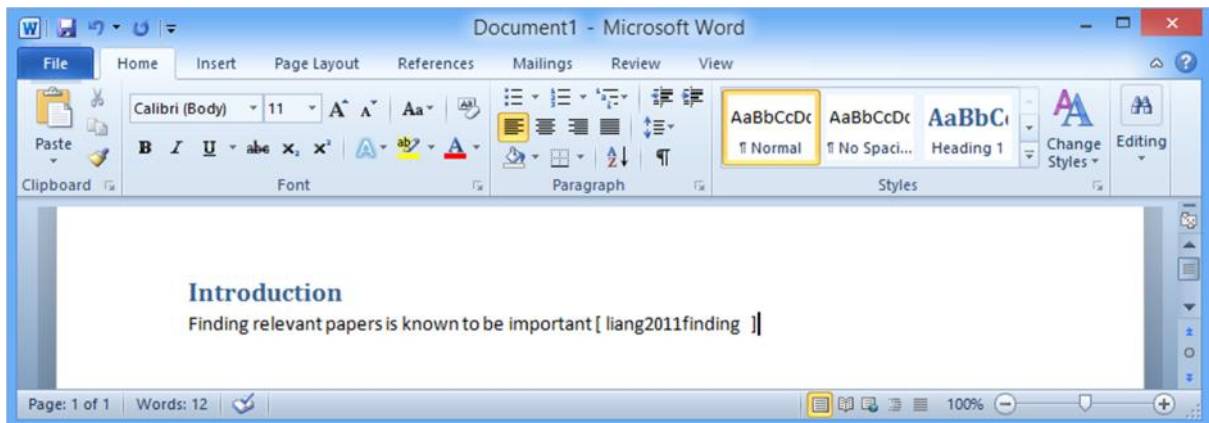 Document1 - Microsoft Word
File Home Insert Page Layout References Mailings Review View
Paste
Clipboard
Calibri (Body) 11 A A Aa
B I U abc x₂ x² A ab A
Font
Paragraph
AaBbCcDc AaBbCcDc AaBbC
¶ Normal ¶ No Spaci... Heading 1
Change Styles
Styles
Editing
Introduction
Finding relevant papers is known to be important [ liang2011finding ]
Page: 1 of 1 Words: 12 100%